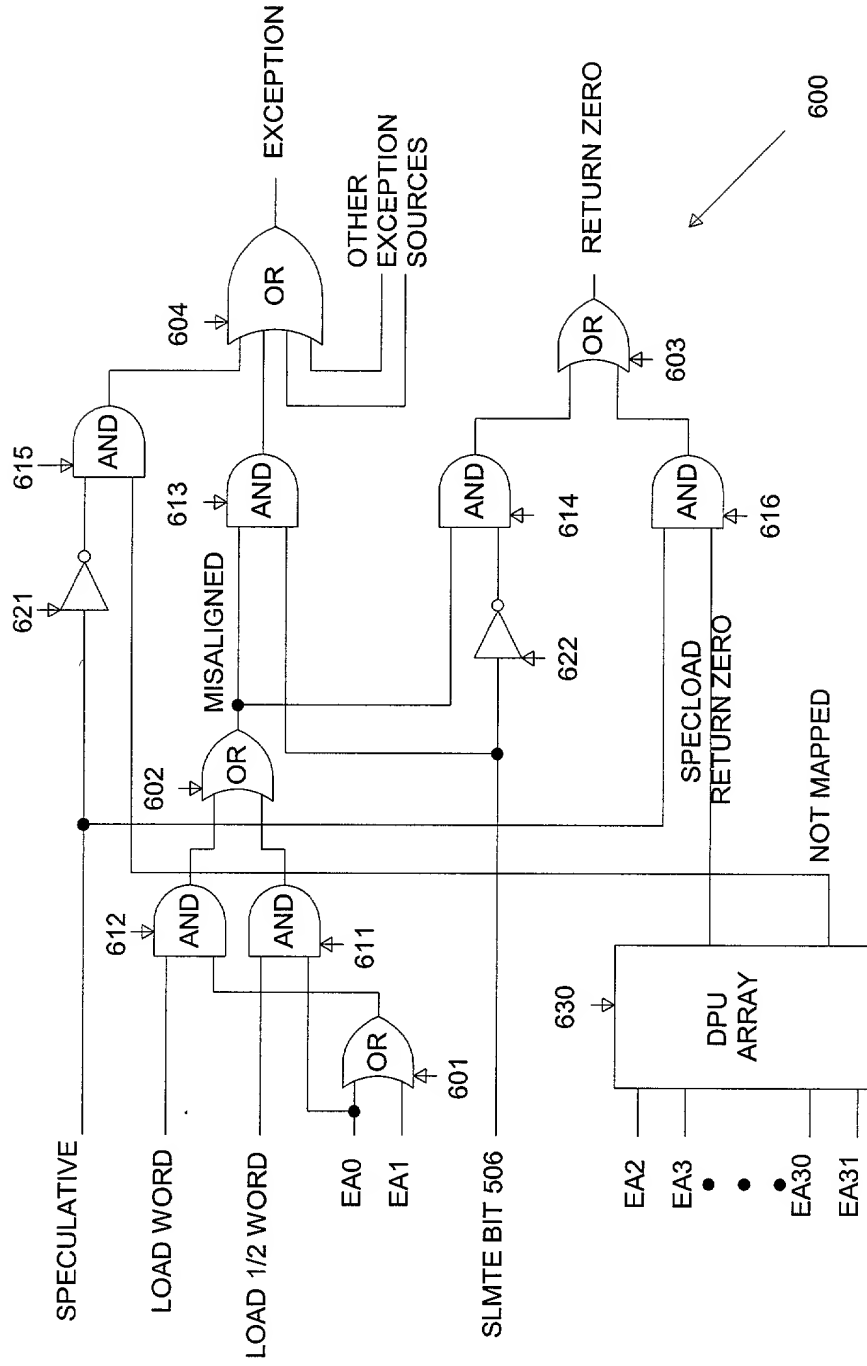 SPECULATIVE
LOAD WORD
LOAD 1/2 WORD
EA0
EA1
SLMTE BIT 506
EA2
EA3
EA30
EA31
612
AND
AND
611
OR
601
630
DPU
ARRAY
602
OR
MISALIGNED
621
622
SPECLOAD
RETURN ZERO
NOT MAPPED
615
AND
613
AND
AND
614
AND
616
604
OR
OTHER
EXCEPTION
SOURCES
OR
603
EXCEPTION
RETURN ZERO
600